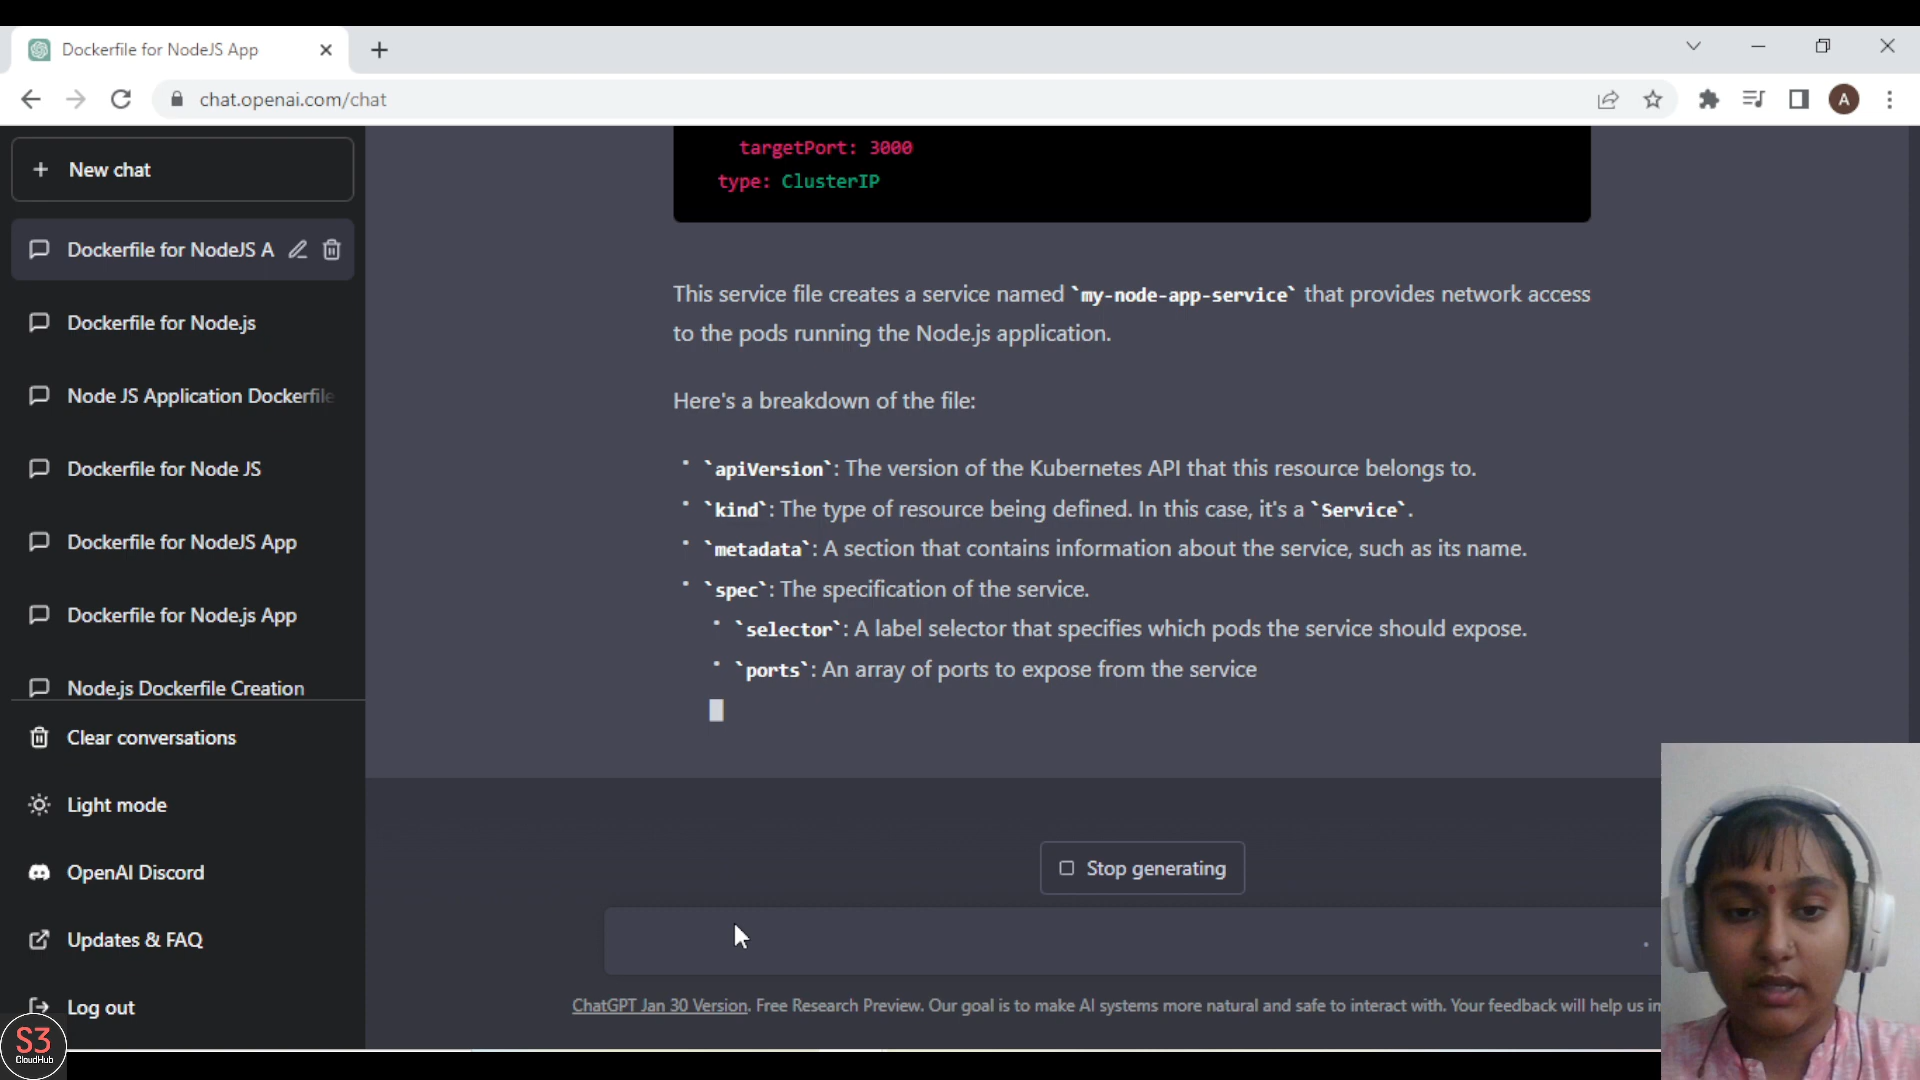 Dockerfile for NodeJS App
chat.openai.com/chat
A
New chat
Dockerfile for NodeJS A
Dockerfile for Node.js
Node JS Application Dockerfile
Dockerfile for Node JS
Dockerfile for NodeJS App
Dockerfile for Node.js App
Node.js Dockerfile Creation
Clear conversations
Light mode
OpenAI Discord
Updates & FAQ
Log out
S3
CloudHub
targetPort: 3000
type: ClusterIP
This service file creates a service named `my-node-app-service` that provides network access
to the pods running the Node.js application.
Here's a breakdown of the file:
• `apiVersion`: The version of the Kubernetes API that this resource belongs to.
• `kind`: The type of resource being defined. In this case, it's a `Service`.
• `metadata`: A section that contains information about the service, such as its name.
• `spec`: The specification of the service.
• `selector`: A label selector that specifies which pods the service should expose.
• `ports`: An array of ports to expose from the service
Stop generating
ChatGPT Jan 30 Version. Free Research Preview. Our goal is to make AI systems more natural and safe to interact with. Your feedback will help us